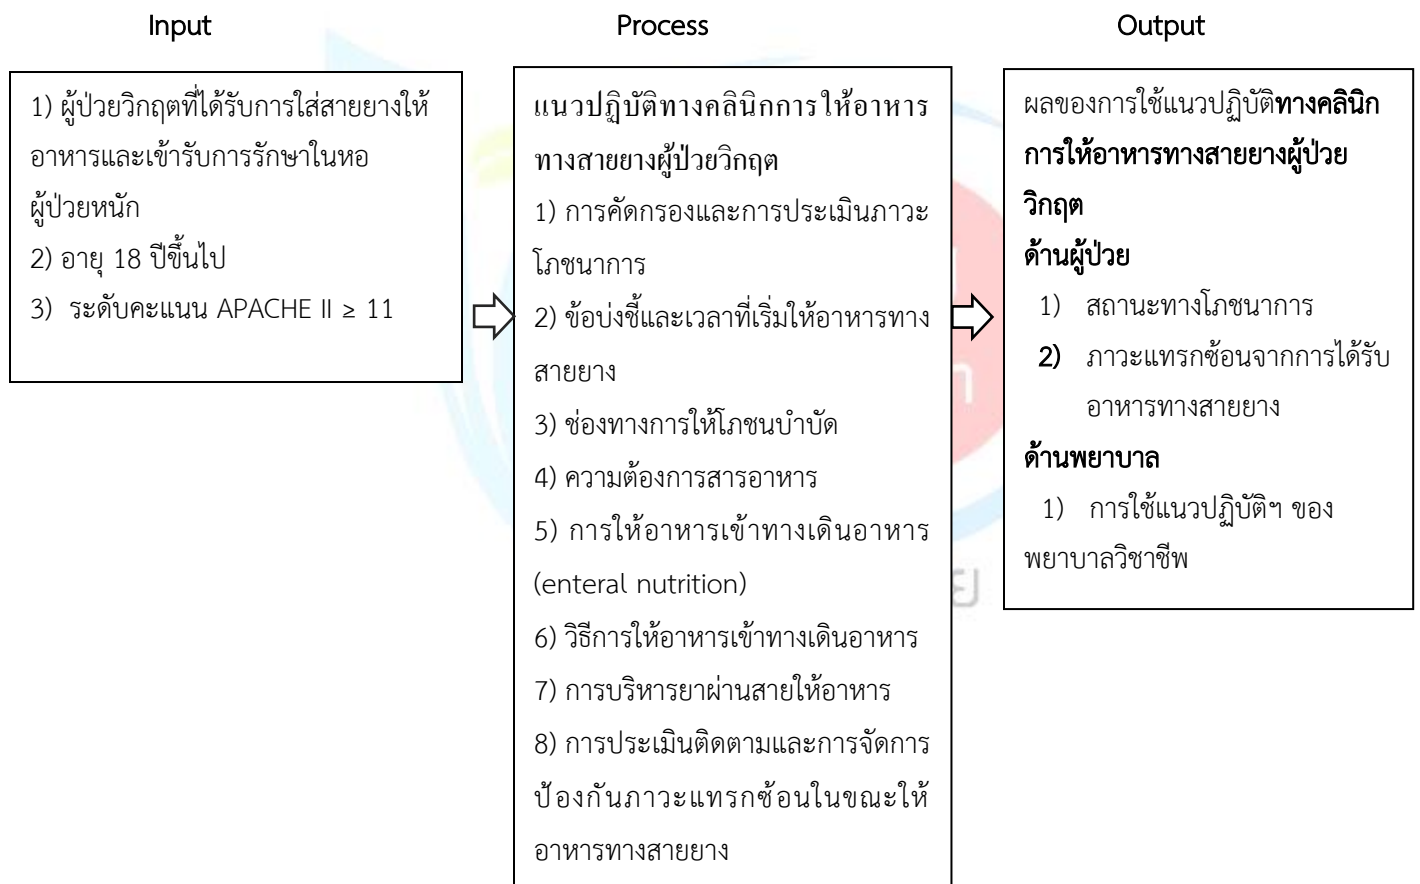 Input
Process
Output
1) ผู้ป่วยวิกฤตที่ได้รับการใส่สายยางให้
อาหารและเข้ารับการรักษาในหอ
ผู้ป่วยหนัก
2) อายุ 18 ปีขึ้นไป
3) ระดับคะแนน APACHE II ≥ 11
แนวปฏิบัติทางคลินิกการให้อาหาร
ทางสายยางผู้ป่วยวิกฤต
1) การคัดกรองและการประเมินภาวะ
โภชนาการ
2) ข้อบ่งชี้และเวลาที่เริ่มให้อาหารทาง
สายยาง
3) ช่องทางการให้โภชนบำบัด
4) ความต้องการสารอาหาร
5) การให้อาหารเข้าทางเดินอาหาร
(enteral nutrition)
6) วิธีการให้อาหารเข้าทางเดินอาหาร
7) การบริหารยาผ่านสายให้อาหาร
8) การประเมินติดตามและการจัดการ
ป้องกันภาวะแทรกซ้อนในขณะให้
อาหารทางสายยาง
ผลของการใช้แนวปฏิบัติทางคลินิก
การให้อาหารทางสายยางผู้ป่วย
วิกฤต
ด้านผู้ป่วย
1) สถานะทางโภชนาการ
2) ภาวะแทรกซ้อนจากการได้รับ
อาหารทางสายยาง
ด้านพยาบาล
1) การใช้แนวปฏิบัติฯ ของ
พยาบาลวิชาชีพ